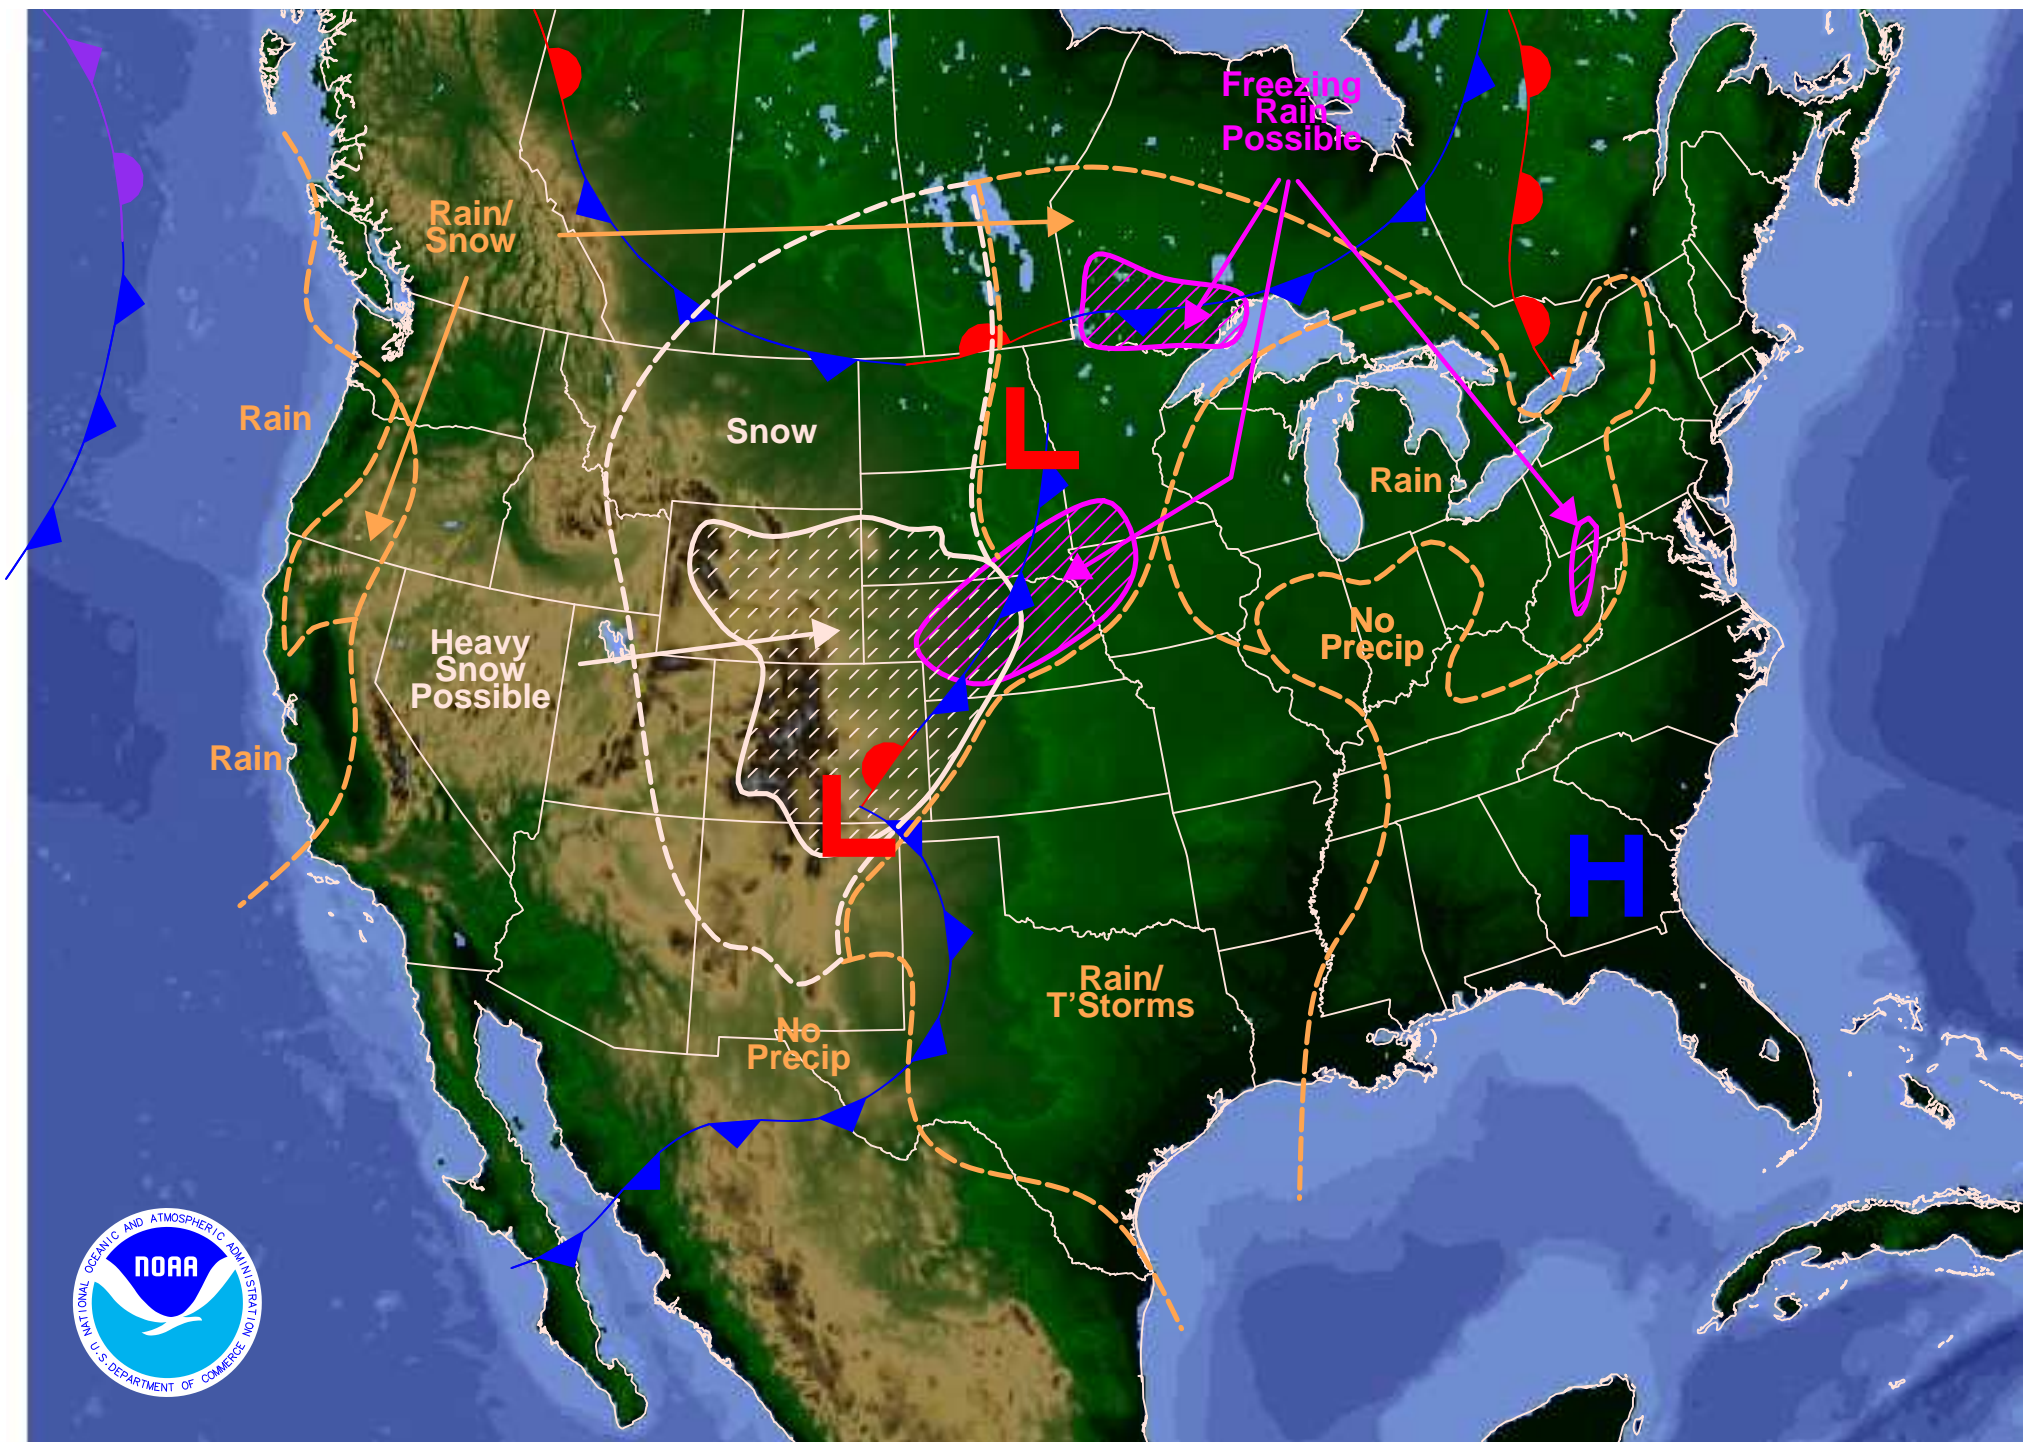 Freezing
Rain
Possible
Rain/
Snow
Rain
Snow
L
Rain
Heavy
Snow
Possible
No
Precip
Rain
L
H
Rain/
T'Storms
No
Precip
NATIONAL OCEANIC AND ATMOSPHERIC ADMINISTRATION
NOAA
U.S. DEPARTMENT OF COMMERCE